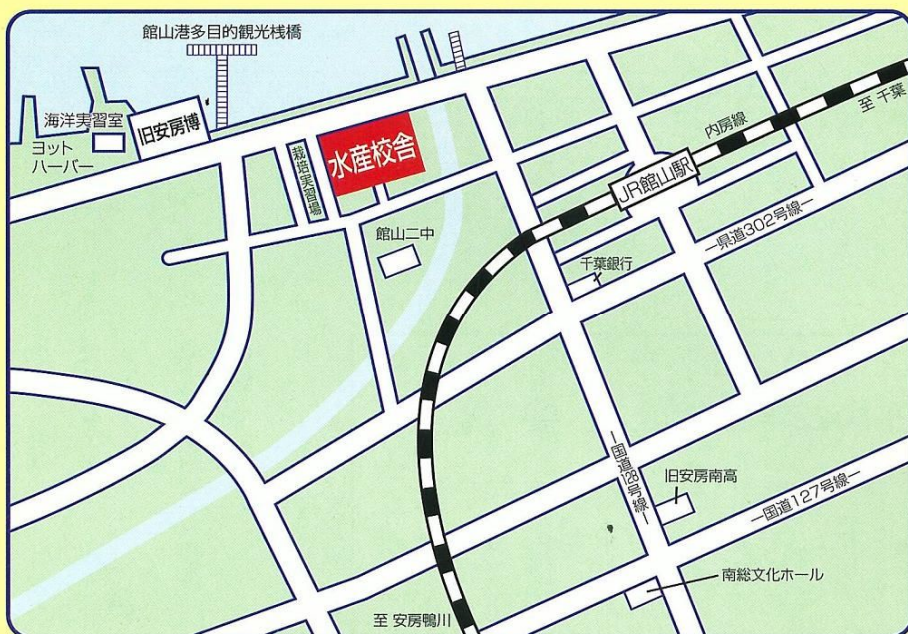 館山港多目的観光桟橋
海洋実習室
ヨット
ハーバー
旧安房博
栽培実習場
水産校舎
館山二中
内房線
至 千葉
JR館山駅
千葉銀行
県道302号線
国道128号線
旧安房南高
国道127号線
南総文化ホール
至 安房鴨川